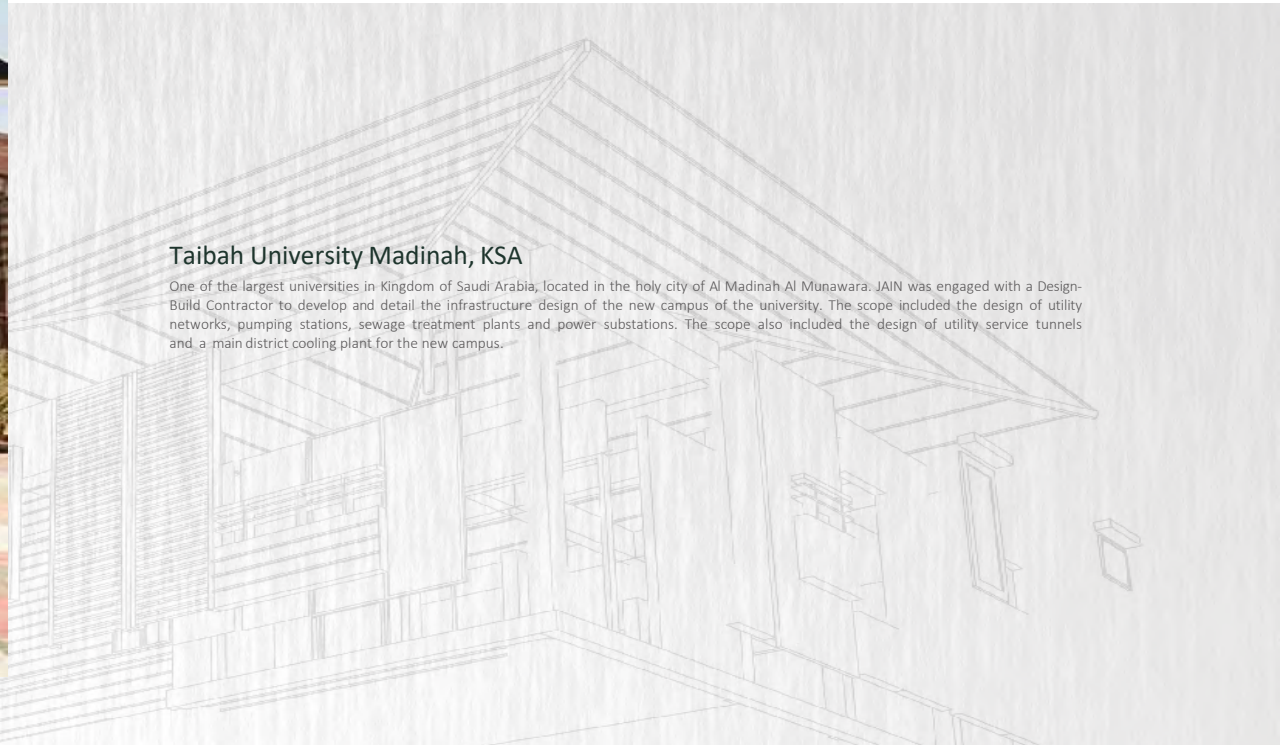 Taibah University Madinah, KSA
One of the largest universities in Kingdom of Saudi Arabia, located in the holy city of Al Madinah Al Munawara. JAIN was engaged with a Design-
Build Contractor to develop and detail the infrastructure design of the new campus of the university. The scope included the design of utility
networks, pumping stations, sewage treatment plants and power substations. The scope also included the design of utility service tunnels
and a main district cooling plant for the new campus.